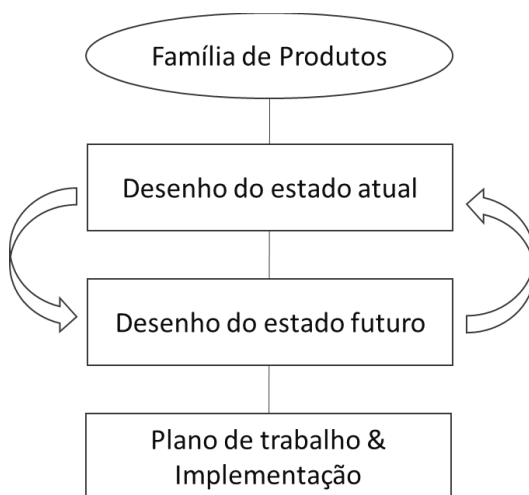 Família de Produtos
Desenho do estado atual
Desenho do estado futuro
Plano de trabalho &
Implementação